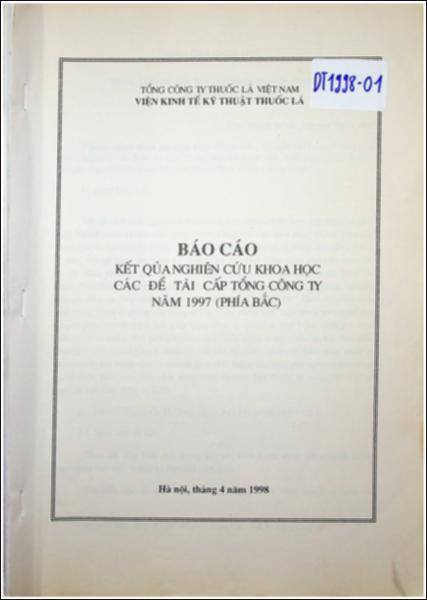 TỔNG CÔNG TY THUỐC LÁ VIỆT NAM
VIỆN KINH TẾ KỸ THUẬT THUỐC LÁ
DT1998-01
BÁO CÁO
KẾT QỦA NGHIÊN CỨU KHOA HỌC
CÁC ĐỀ TÀI CẤP TỔNG CÔNG TY
NĂM 1997 (PHÍA BẮC)
Hà nội, tháng 4 năm 1998